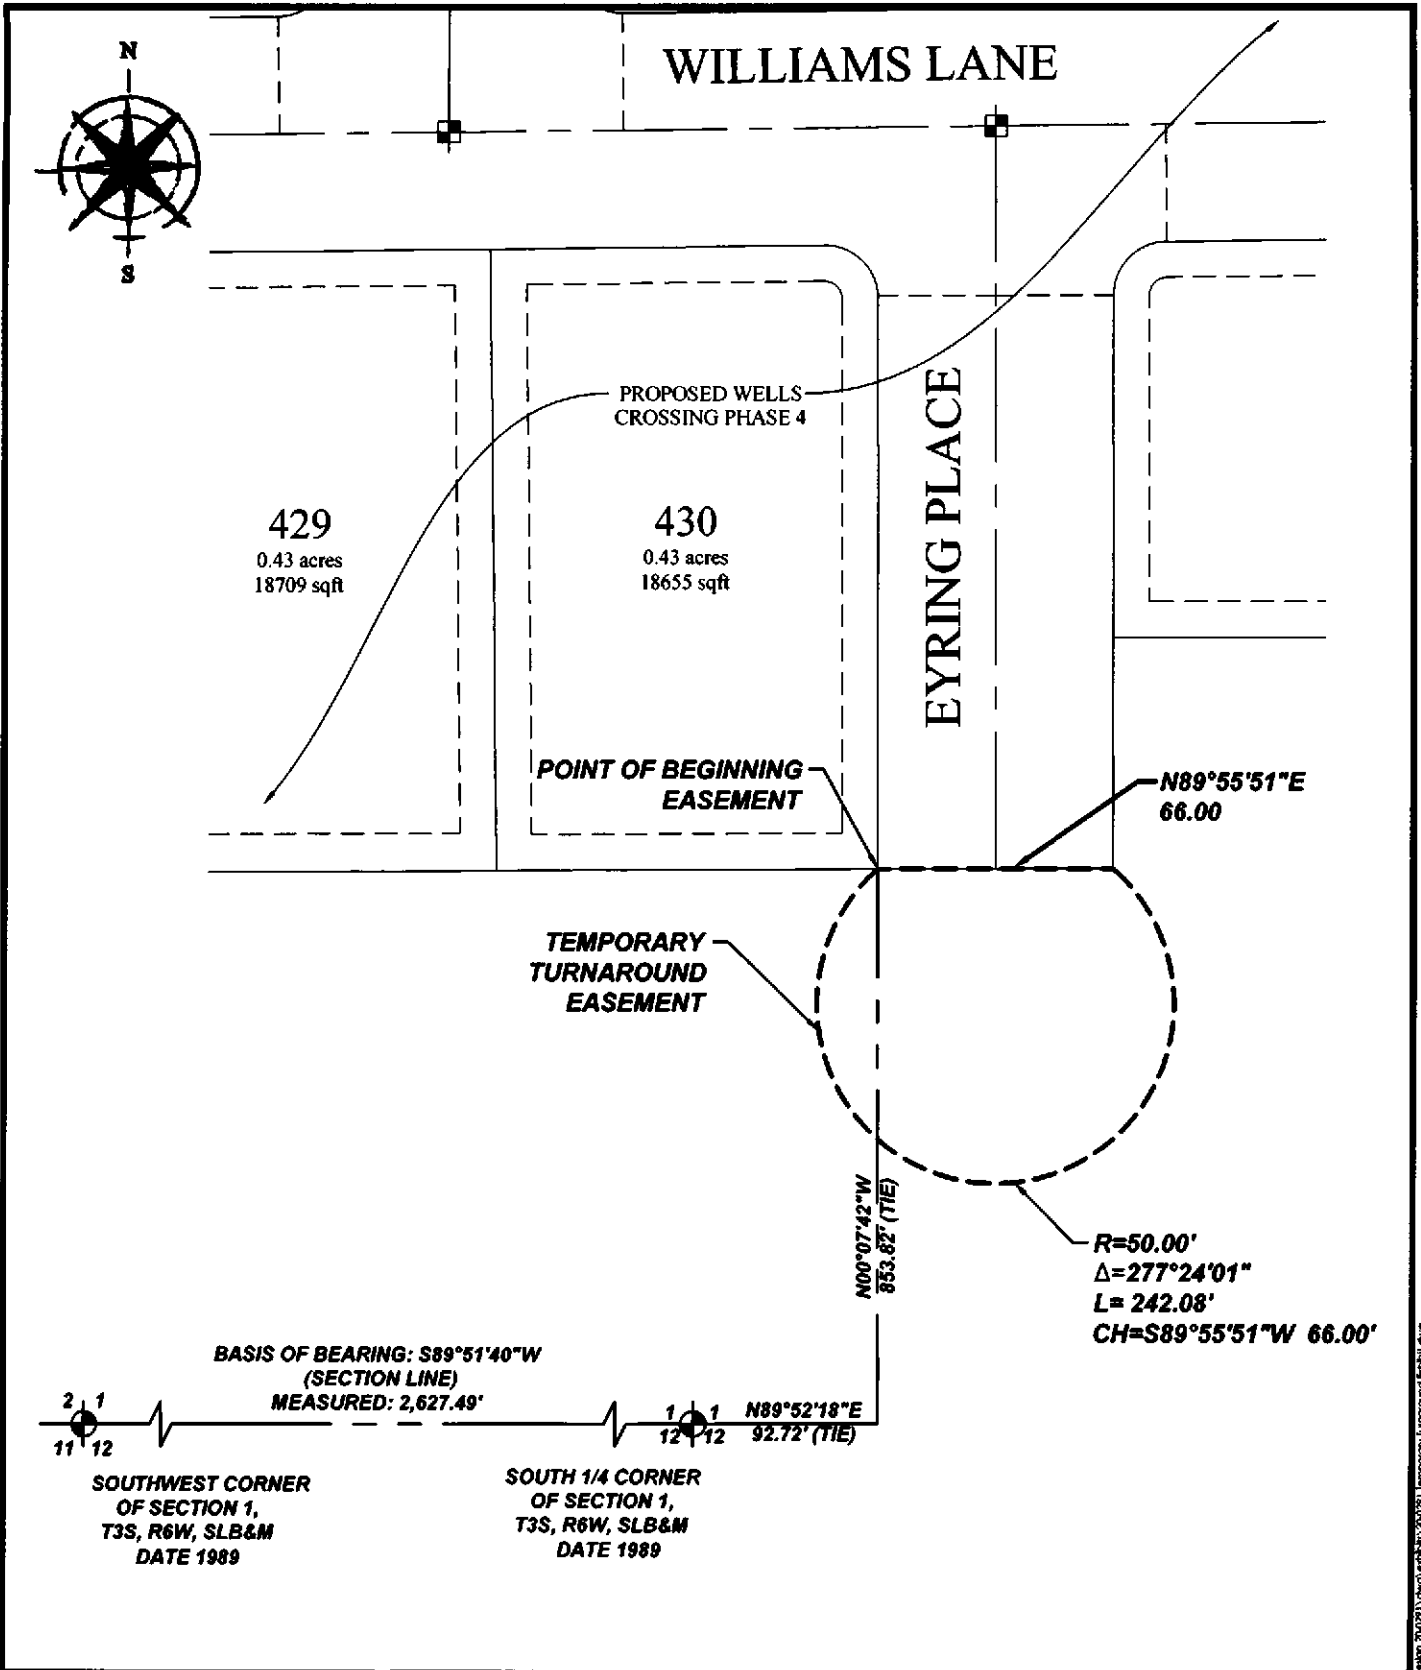 N
S
WILLIAMS LANE
PROPOSED WELLS
CROSSING PHASE 4
EYRING PLACE
429
0.43 acres
18709 sqft
430
0.43 acres
18655 sqft
POINT OF BEGINNING
EASEMENT
N89°55'51"E
66.00
TEMPORARY
TURNAROUND
EASEMENT
N00°07'42"W
853.82' (TIE)
R=50.00'
Δ=277°24'01"
L= 242.08'
CH=S89°55'51"W 66.00'
BASIS OF BEARING: S89°51'40"W
(SECTION LINE)
MEASURED: 2,627.49'
2 1
11 12
1 1
12 12
N89°52'18"E
92.72' (TIE)
SOUTHWEST CORNER
OF SECTION 1,
T3S, R6W, SLB&M
DATE 1989
SOUTH 1/4 CORNER
OF SECTION 1,
T3S, R6W, SLB&M
DATE 1989